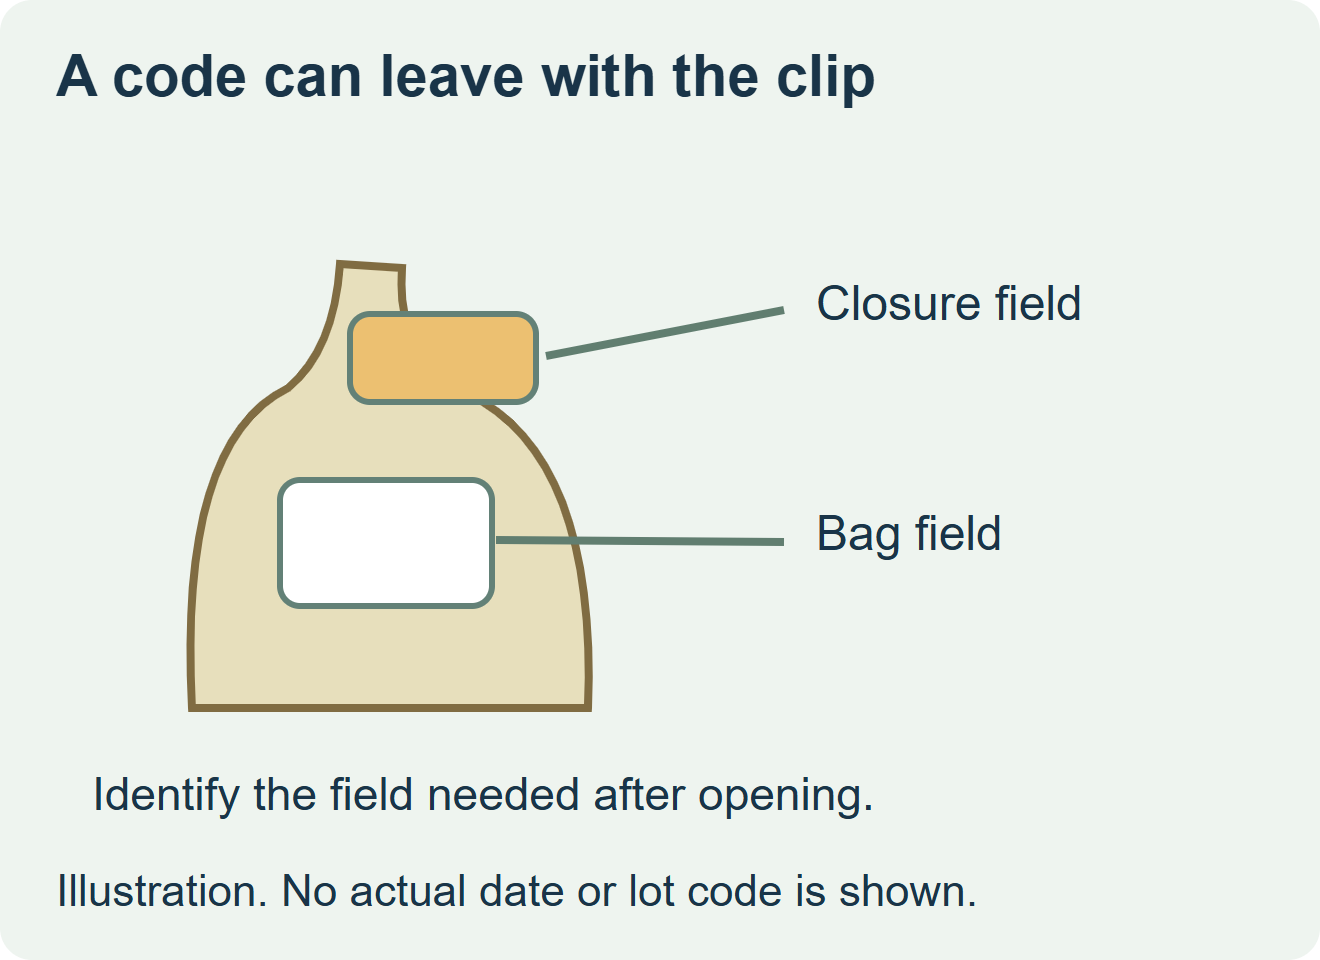 A code can leave with the clip
Closure field
Bag field
Identify the field needed after opening.
Illustration. No actual date or lot code is shown.